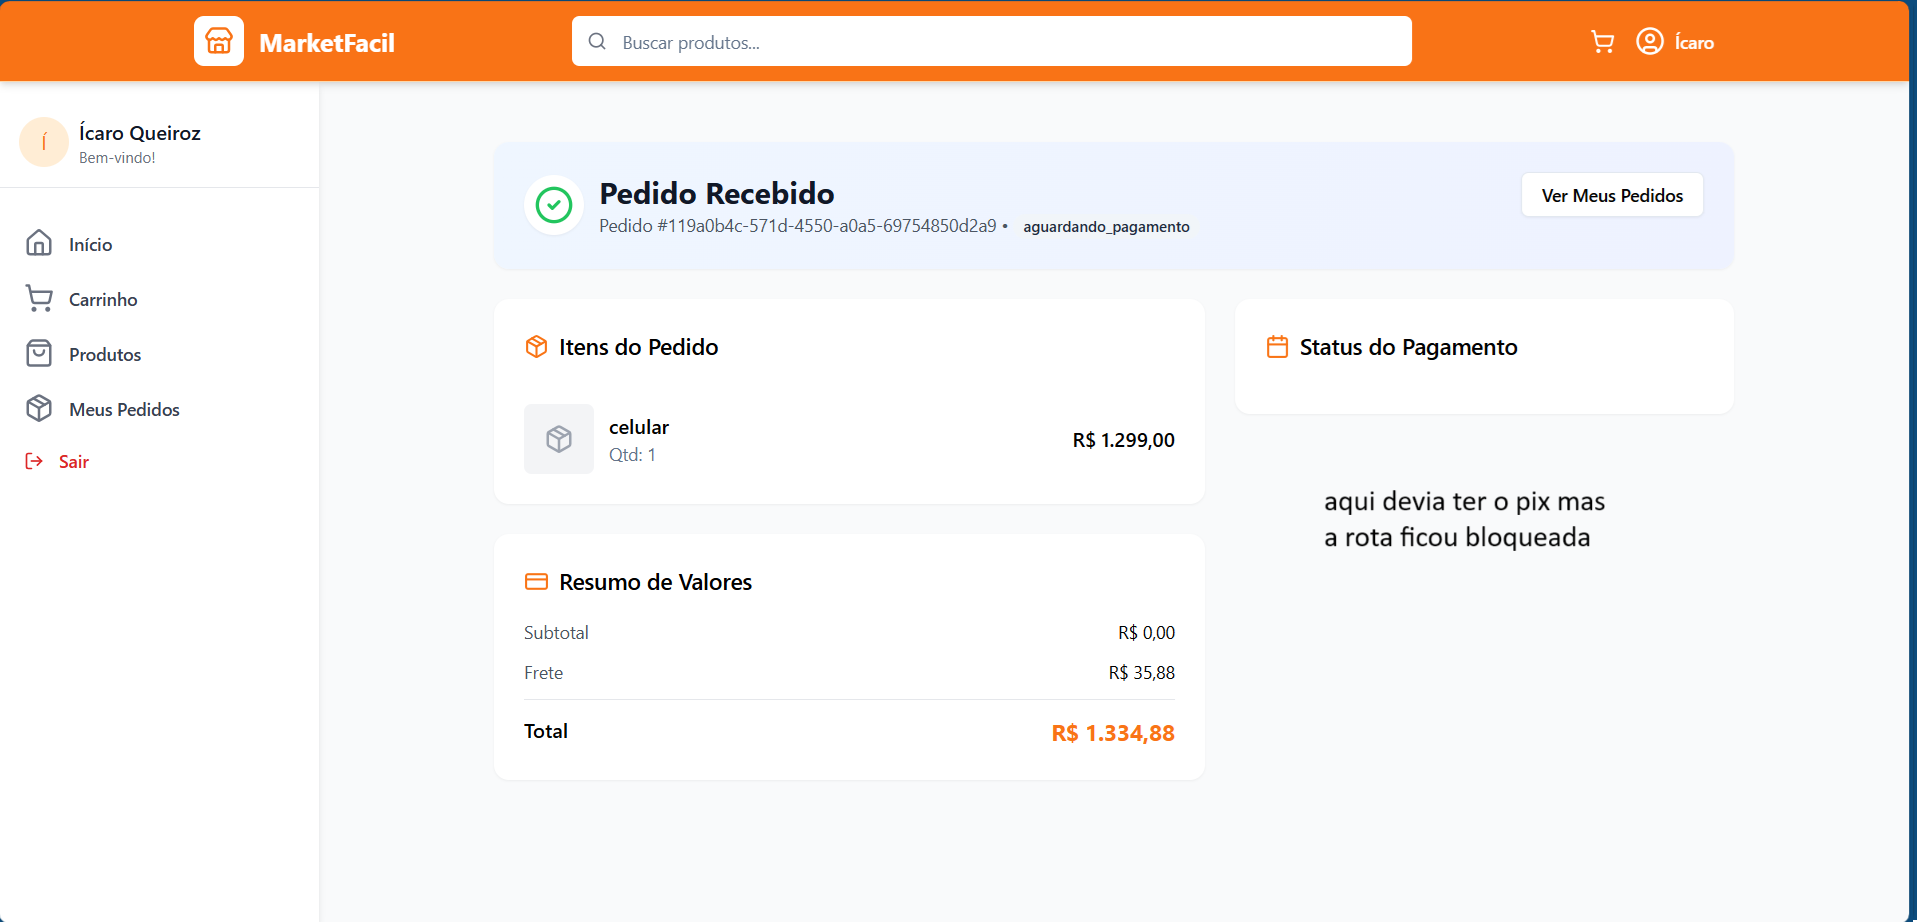 MarketFacil
Buscar produtos...
Ícaro
Í
Ícaro Queiroz
Bem-vindo!
Início
Carrinho
Produtos
Meus Pedidos
Sair
Pedido Recebido
Pedido #119a0b4c-571d-4550-a0a5-69754850d2a9 • aguardando_pagamento
Ver Meus Pedidos
Itens do Pedido
celular
Qtd: 1
R$ 1.299,00
Status do Pagamento
aqui devia ter o pix mas
a rota ficou bloqueada
Resumo de Valores
Subtotal R$ 0,00
Frete R$ 35,88
Total R$ 1.334,88